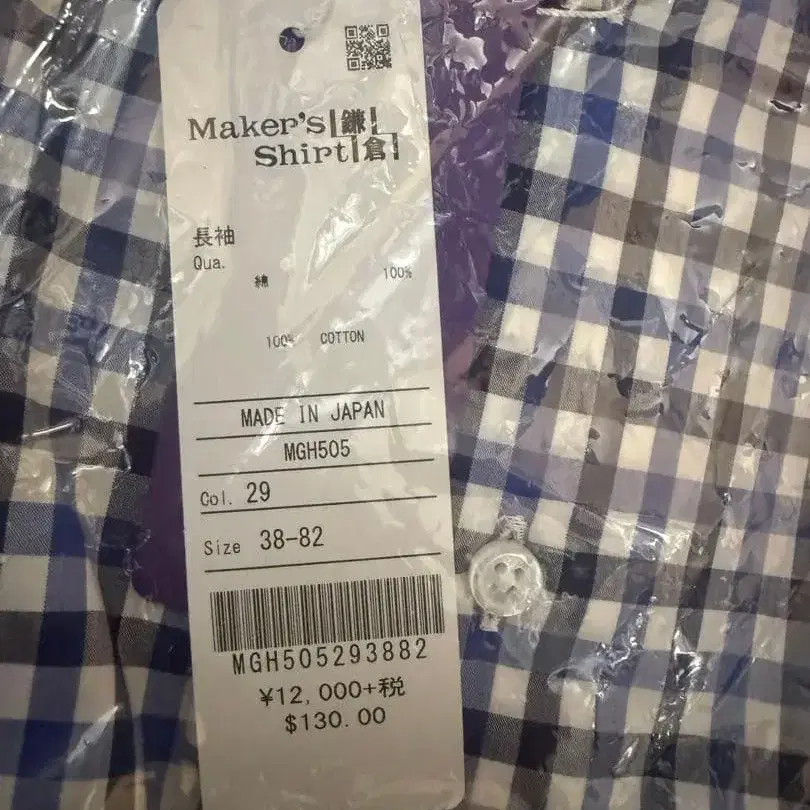 Maker's 鎌
Shirt 倉
長袖
Qua.
綿 100%
100% COTTON
MADE IN JAPAN
MGH505
Col. 29
Size 38-82
MGH505293882
¥12,000+税
$130.00